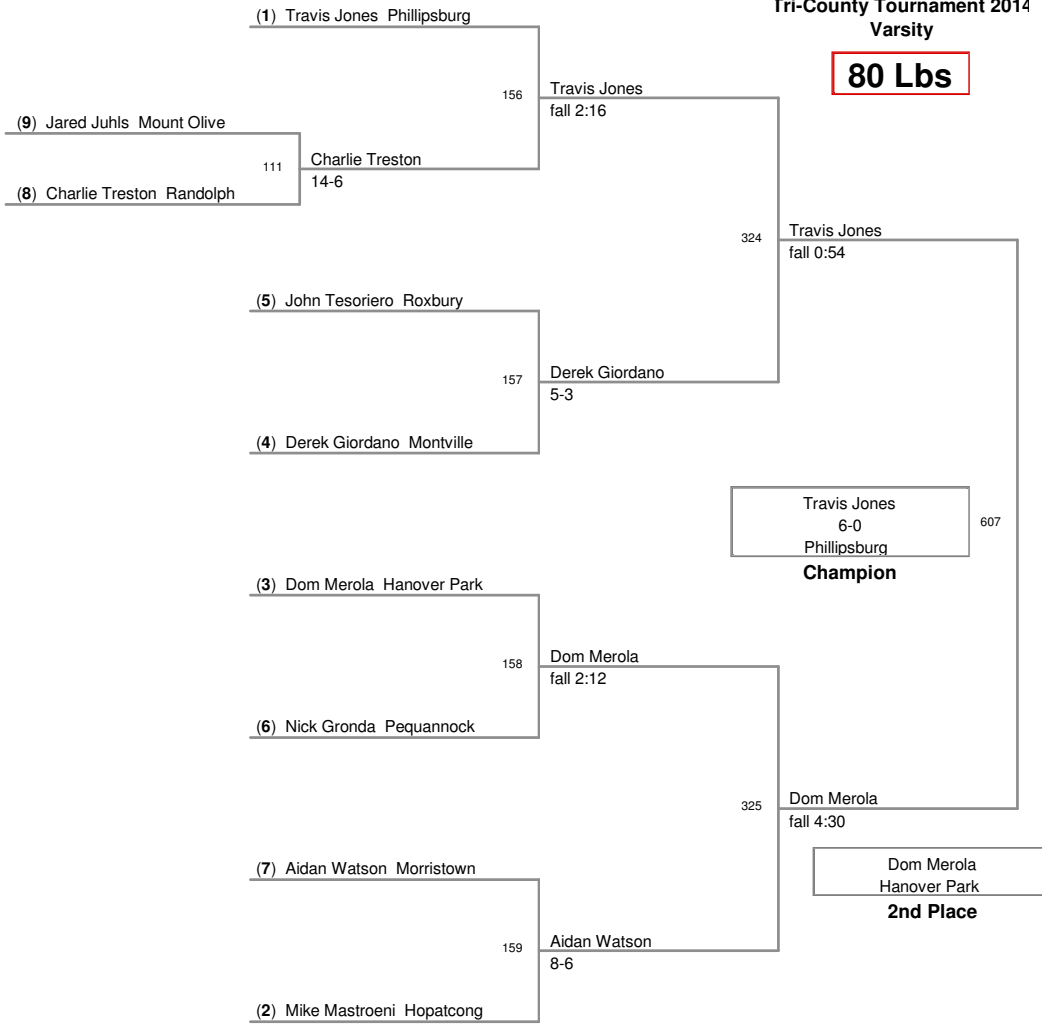 Tri-County Tournament 2014
Varsity
80 Lbs
(1) Travis Jones Phillipsburg
156
Travis Jones
fall 2:16
(9) Jared Juhls Mount Olive
111
Charlie Treston
14-6
(8) Charlie Treston Randolph
324
Travis Jones
fall 0:54
(5) John Tesoriero Roxbury
157
Derek Giordano
5-3
(4) Derek Giordano Montville
Travis Jones
6-0
Phillipsburg
607
Champion
(3) Dom Merola Hanover Park
158
Dom Merola
fall 2:12
(6) Nick Gronda Pequannock
325
Dom Merola
fall 4:30
(7) Aidan Watson Morristown
Dom Merola
Hanover Park
2nd Place
159
Aidan Watson
8-6
(2) Mike Mastroeni Hopatcong